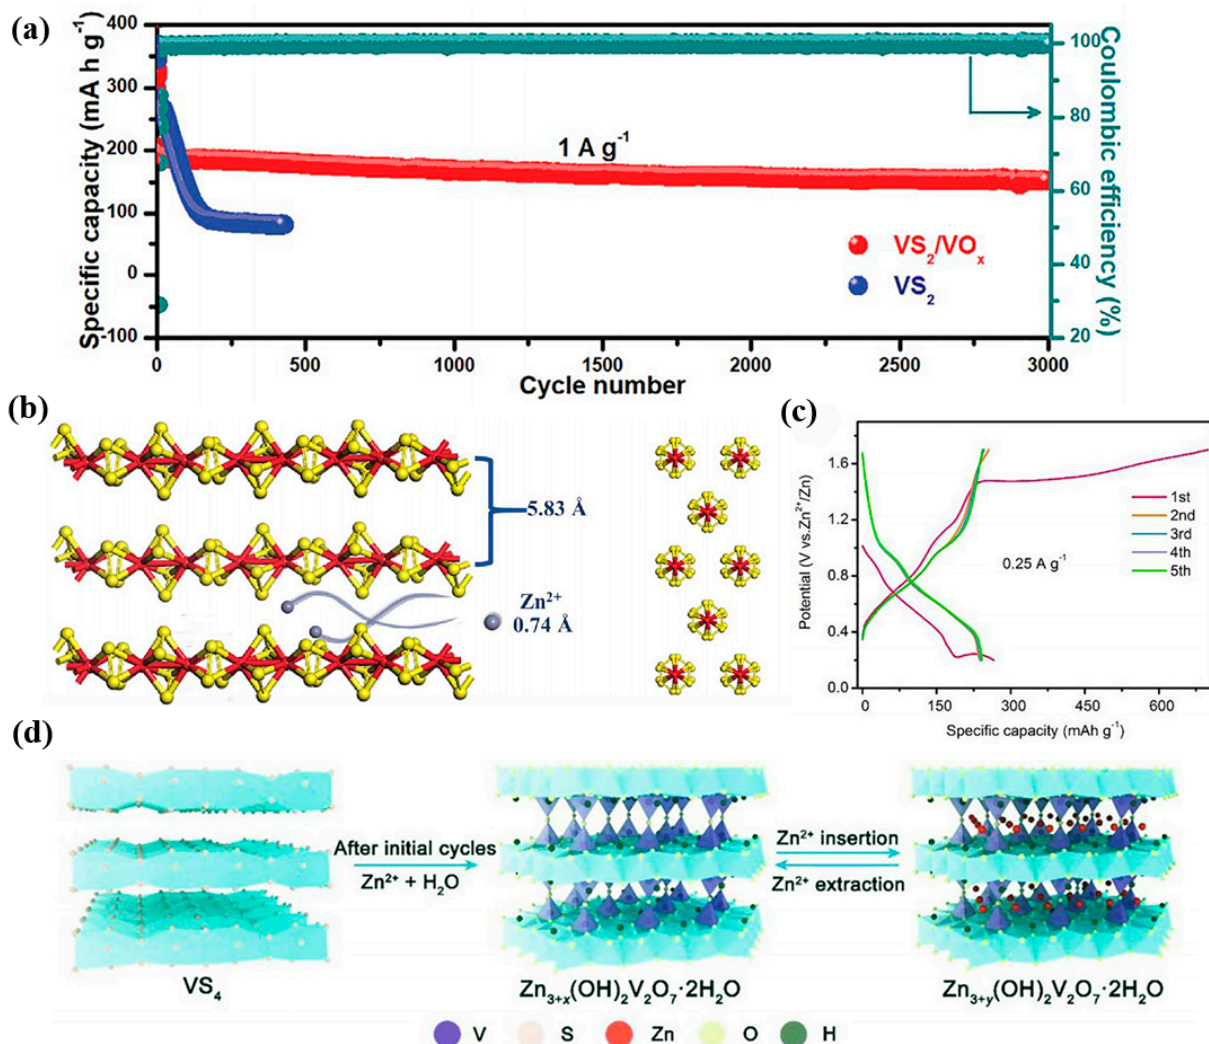 (a)
400
300
200
100
0
-100
Specific capacity (mA h g⁻¹)
1 A g⁻¹
VS₂/VOₓ
VS₂
100
80
60
40
20
Coulombic efficiency (%)
0 500 1000 1500 2000 2500 3000
Cycle number
(b)
5.83 Å
Zn²⁺
0.74 Å
(c)
1.6
1.2
0.8
0.4
0.0
Potential (V vs.Zn²⁺/Zn)
1st
2nd
3rd
4th
5th
0.25 A g⁻¹
0 150 300 450 600
Specific capacity (mAh g⁻¹)
(d)
After initial cycles
Zn²⁺ + H₂O
Zn²⁺ insertion
Zn²⁺ extraction
VS₄
Zn₃₊ₓ(OH)₂V₂O₇·2H₂O
Zn₃₊y(OH)₂V₂O₇·2H₂O
V S Zn O H